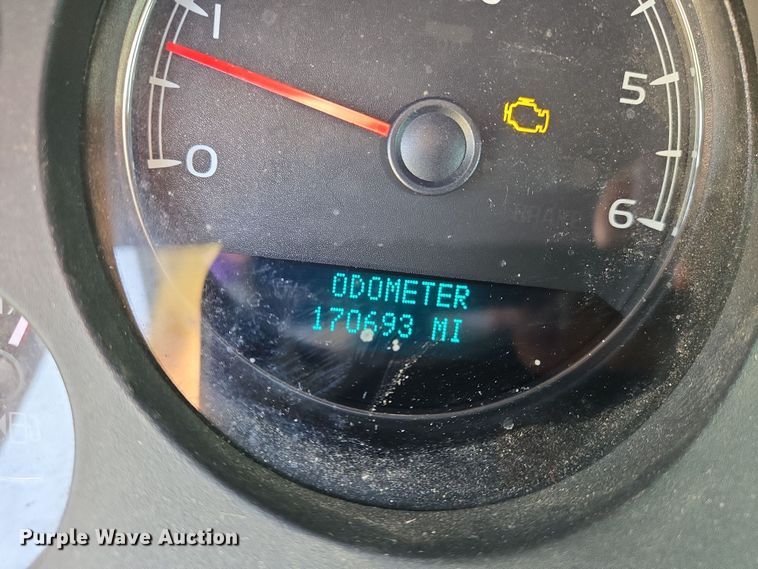 1
5
0
6
ODOMETER
170693 MI
Purple Wave Auction